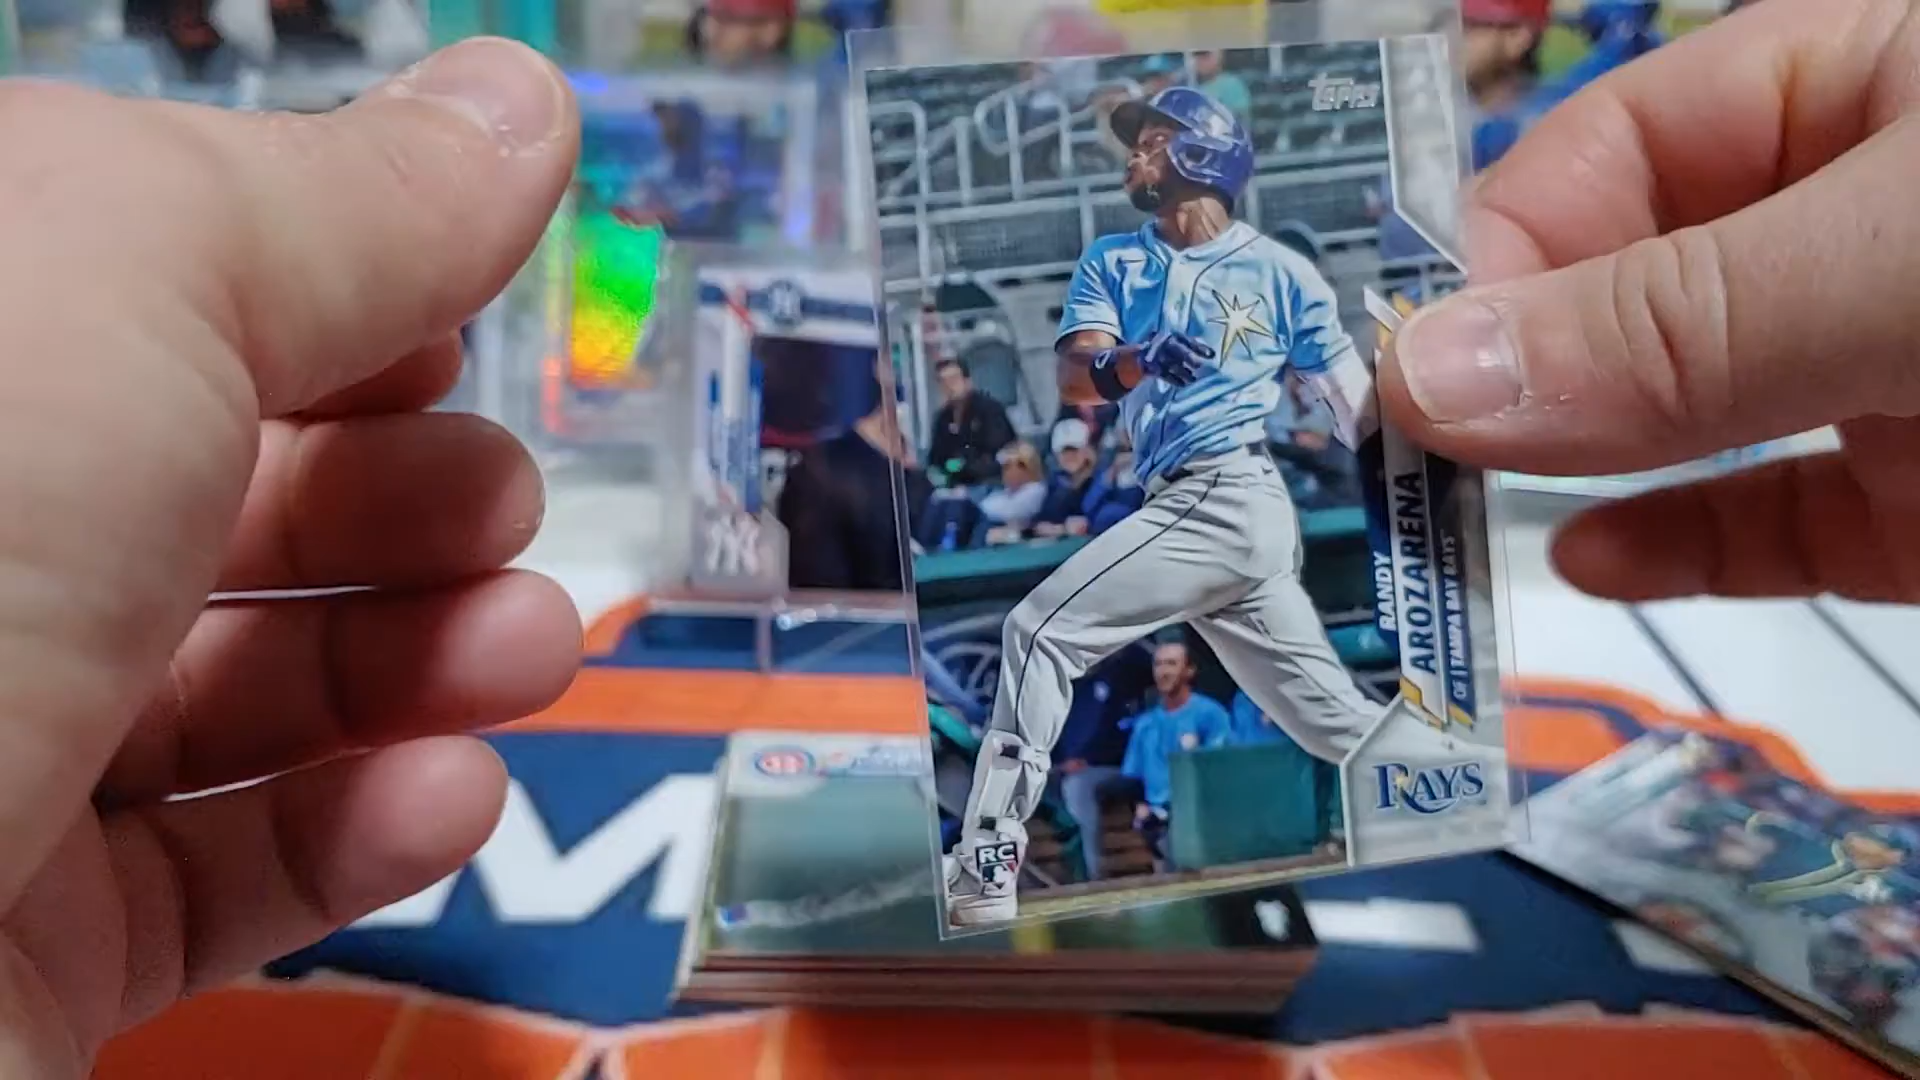 Topps
RANDY
AROZARENA
OF | TAMPA BAY RAYS
RAYS
RC
M